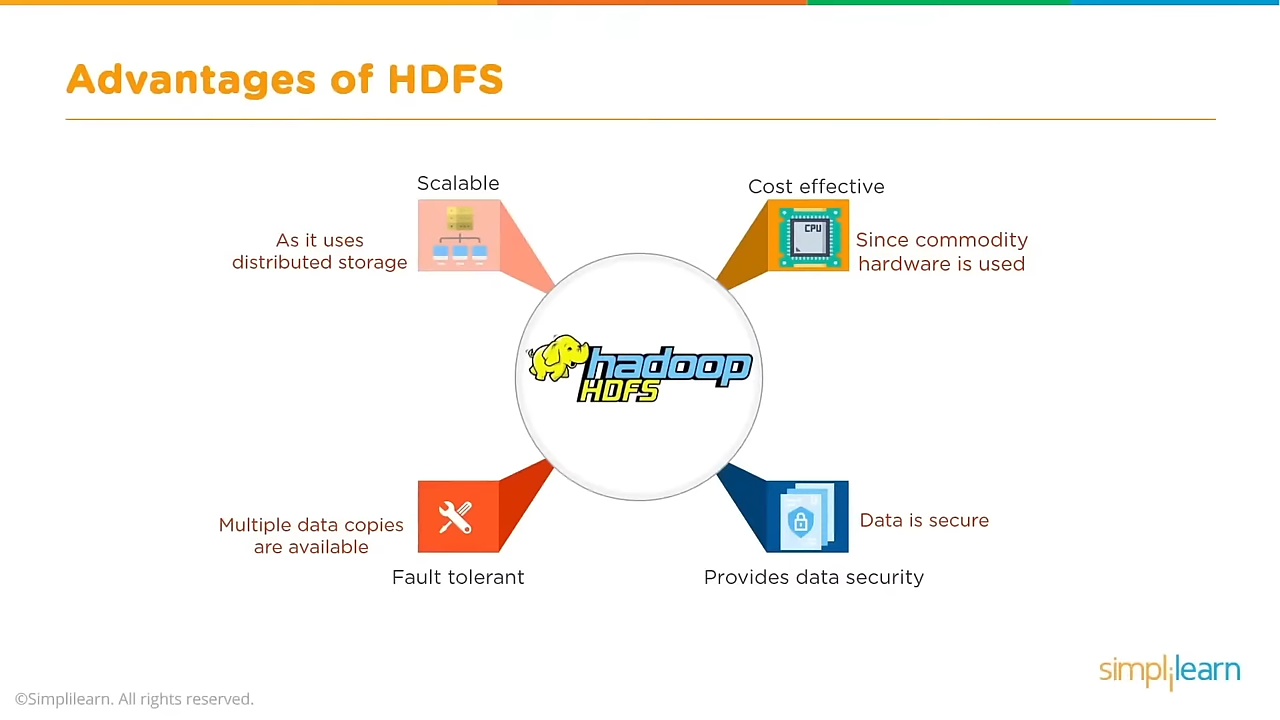 Advantages of HDFS
Scalable
As it uses
distributed storage
Cost effective
CPU
Since commodity
hardware is used
hadoop
HDFS
Multiple data copies
are available
Fault tolerant
Data is secure
Provides data security
simplilearn
©Simplilearn. All rights reserved.